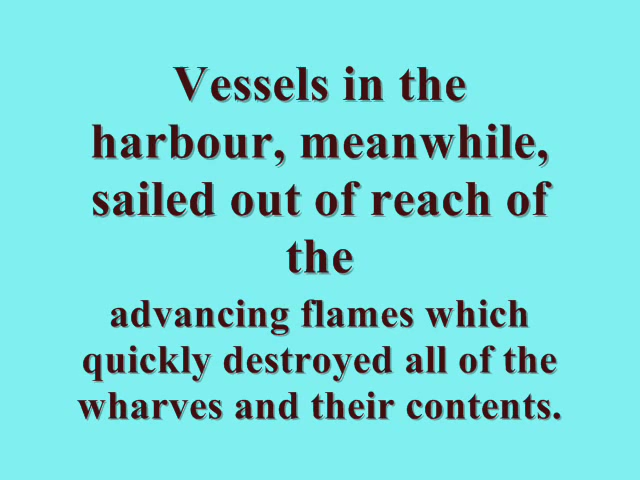 Vessels in the
harbour, meanwhile,
sailed out of reach of
the
advancing flames which
quickly destroyed all of the
wharves and their contents.